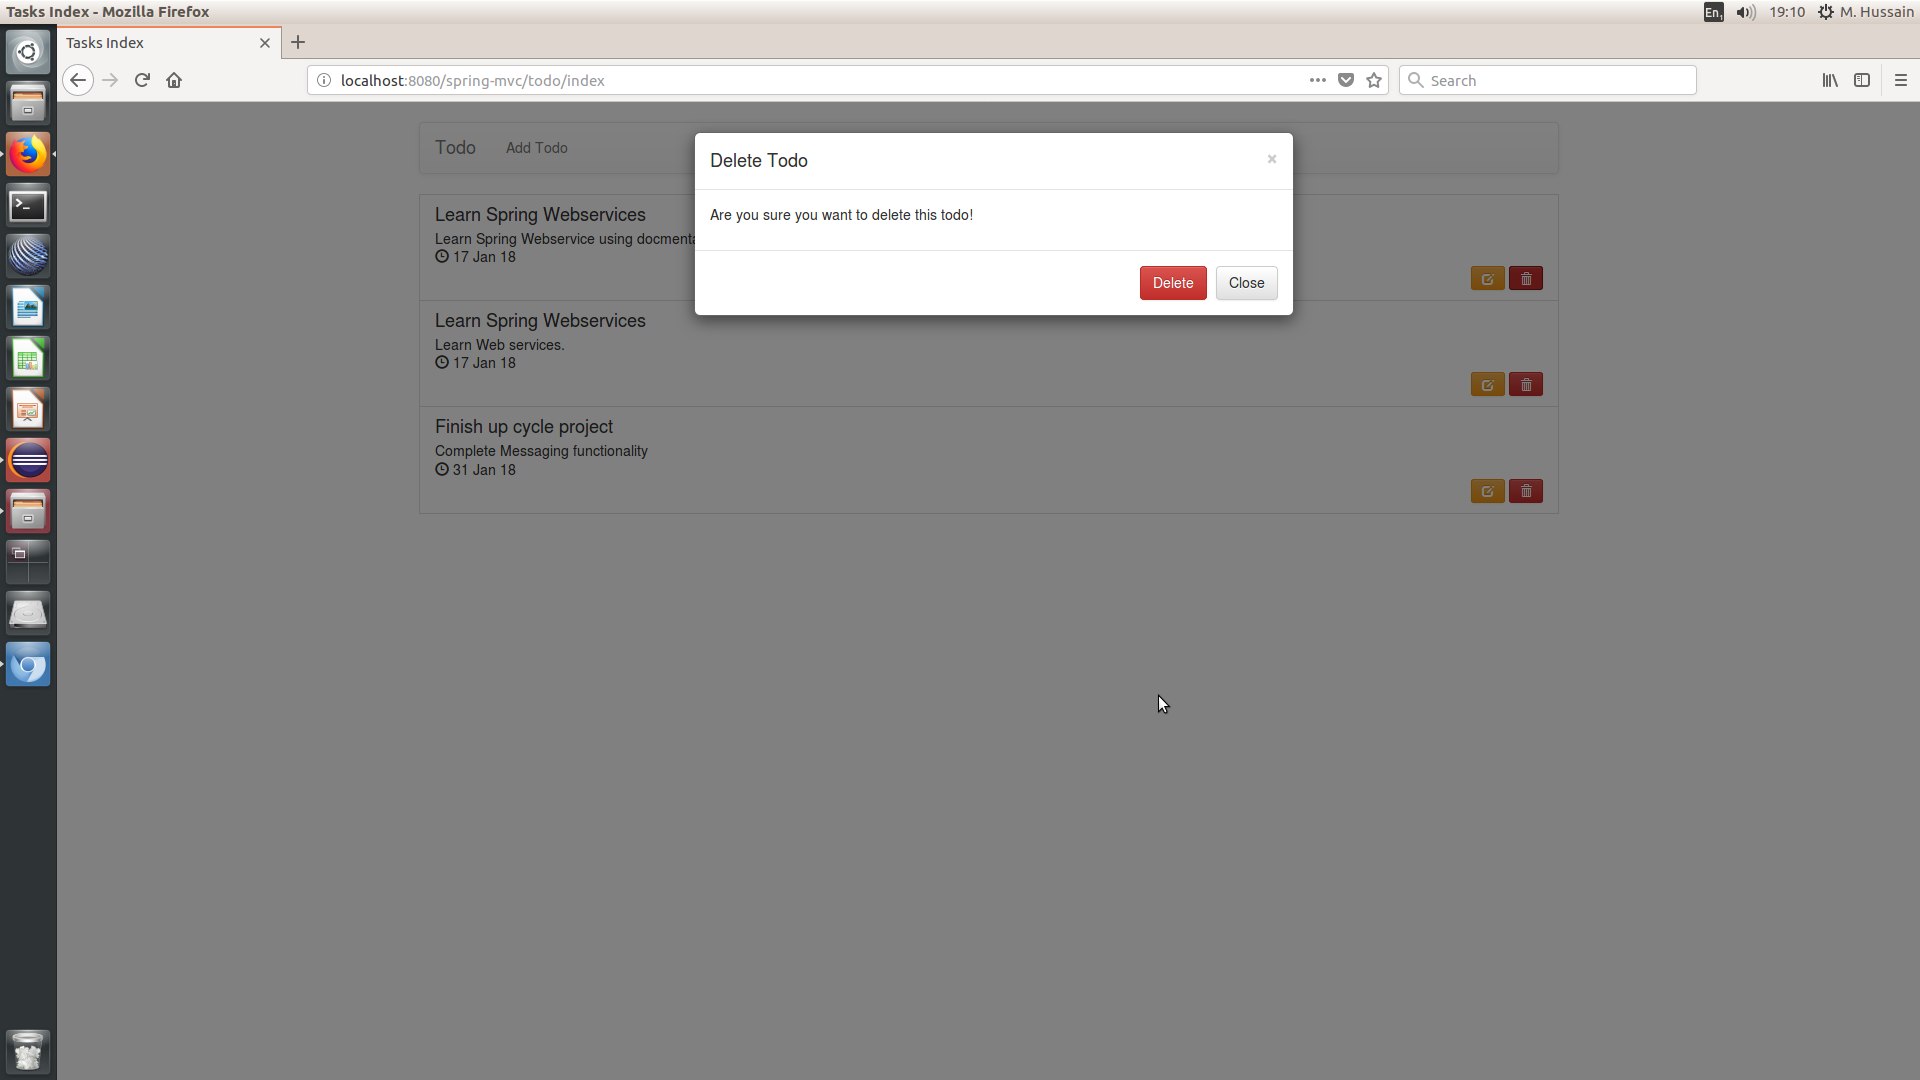 Tasks Index - Mozilla Firefox
En1 19:10 M. Hussain
Tasks Index
localhost:8080/spring-mvc/todo/index
Search
Todo Add Todo
Delete Todo
×
Are you sure you want to delete this todo!
Delete Close
Learn Spring Webservices
Learn Spring Webservice using docmenta
17 Jan 18
Learn Spring Webservices
Learn Web services.
17 Jan 18
Finish up cycle project
Complete Messaging functionality
31 Jan 18